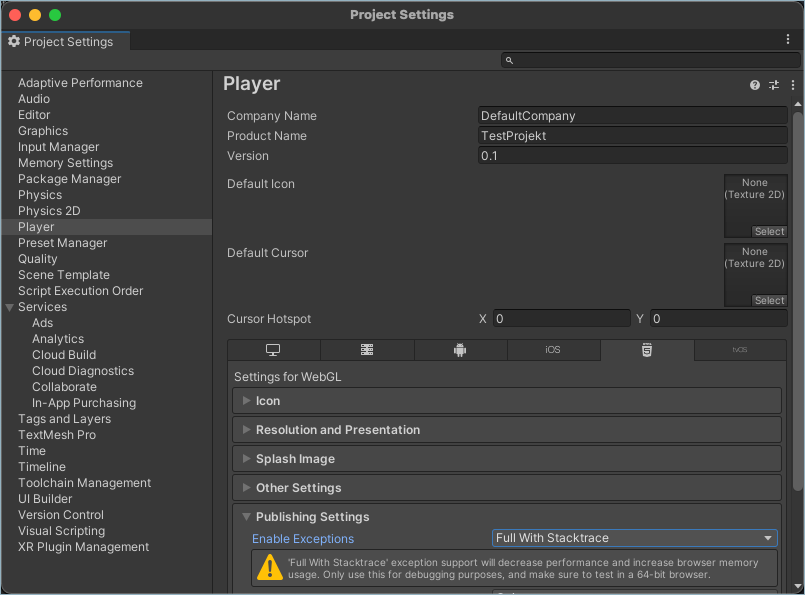 Project Settings
Project Settings
Adaptive Performance
Audio
Editor
Graphics
Input Manager
Memory Settings
Package Manager
Physics
Physics 2D
Player
Preset Manager
Quality
Scene Template
Script Execution Order
Services
Ads
Analytics
Cloud Build
Cloud Diagnostics
Collaborate
In-App Purchasing
Tags and Layers
TextMesh Pro
Time
Timeline
Toolchain Management
UI Builder
Version Control
Visual Scripting
XR Plugin Management
Player
Company Name DefaultCompany
Product Name TestProjekt
Version 0.1
Default Icon
None
(Texture 2D)
Select
Default Cursor
None
(Texture 2D)
Select
Cursor Hotspot X 0 Y 0
iOS tvOS
Settings for WebGL
Icon
Resolution and Presentation
Splash Image
Other Settings
Publishing Settings
Enable Exceptions Full With Stacktrace
'Full With Stacktrace' exception support will decrease performance and increase browser memory
usage. Only use this for debugging purposes, and make sure to test in a 64-bit browser.